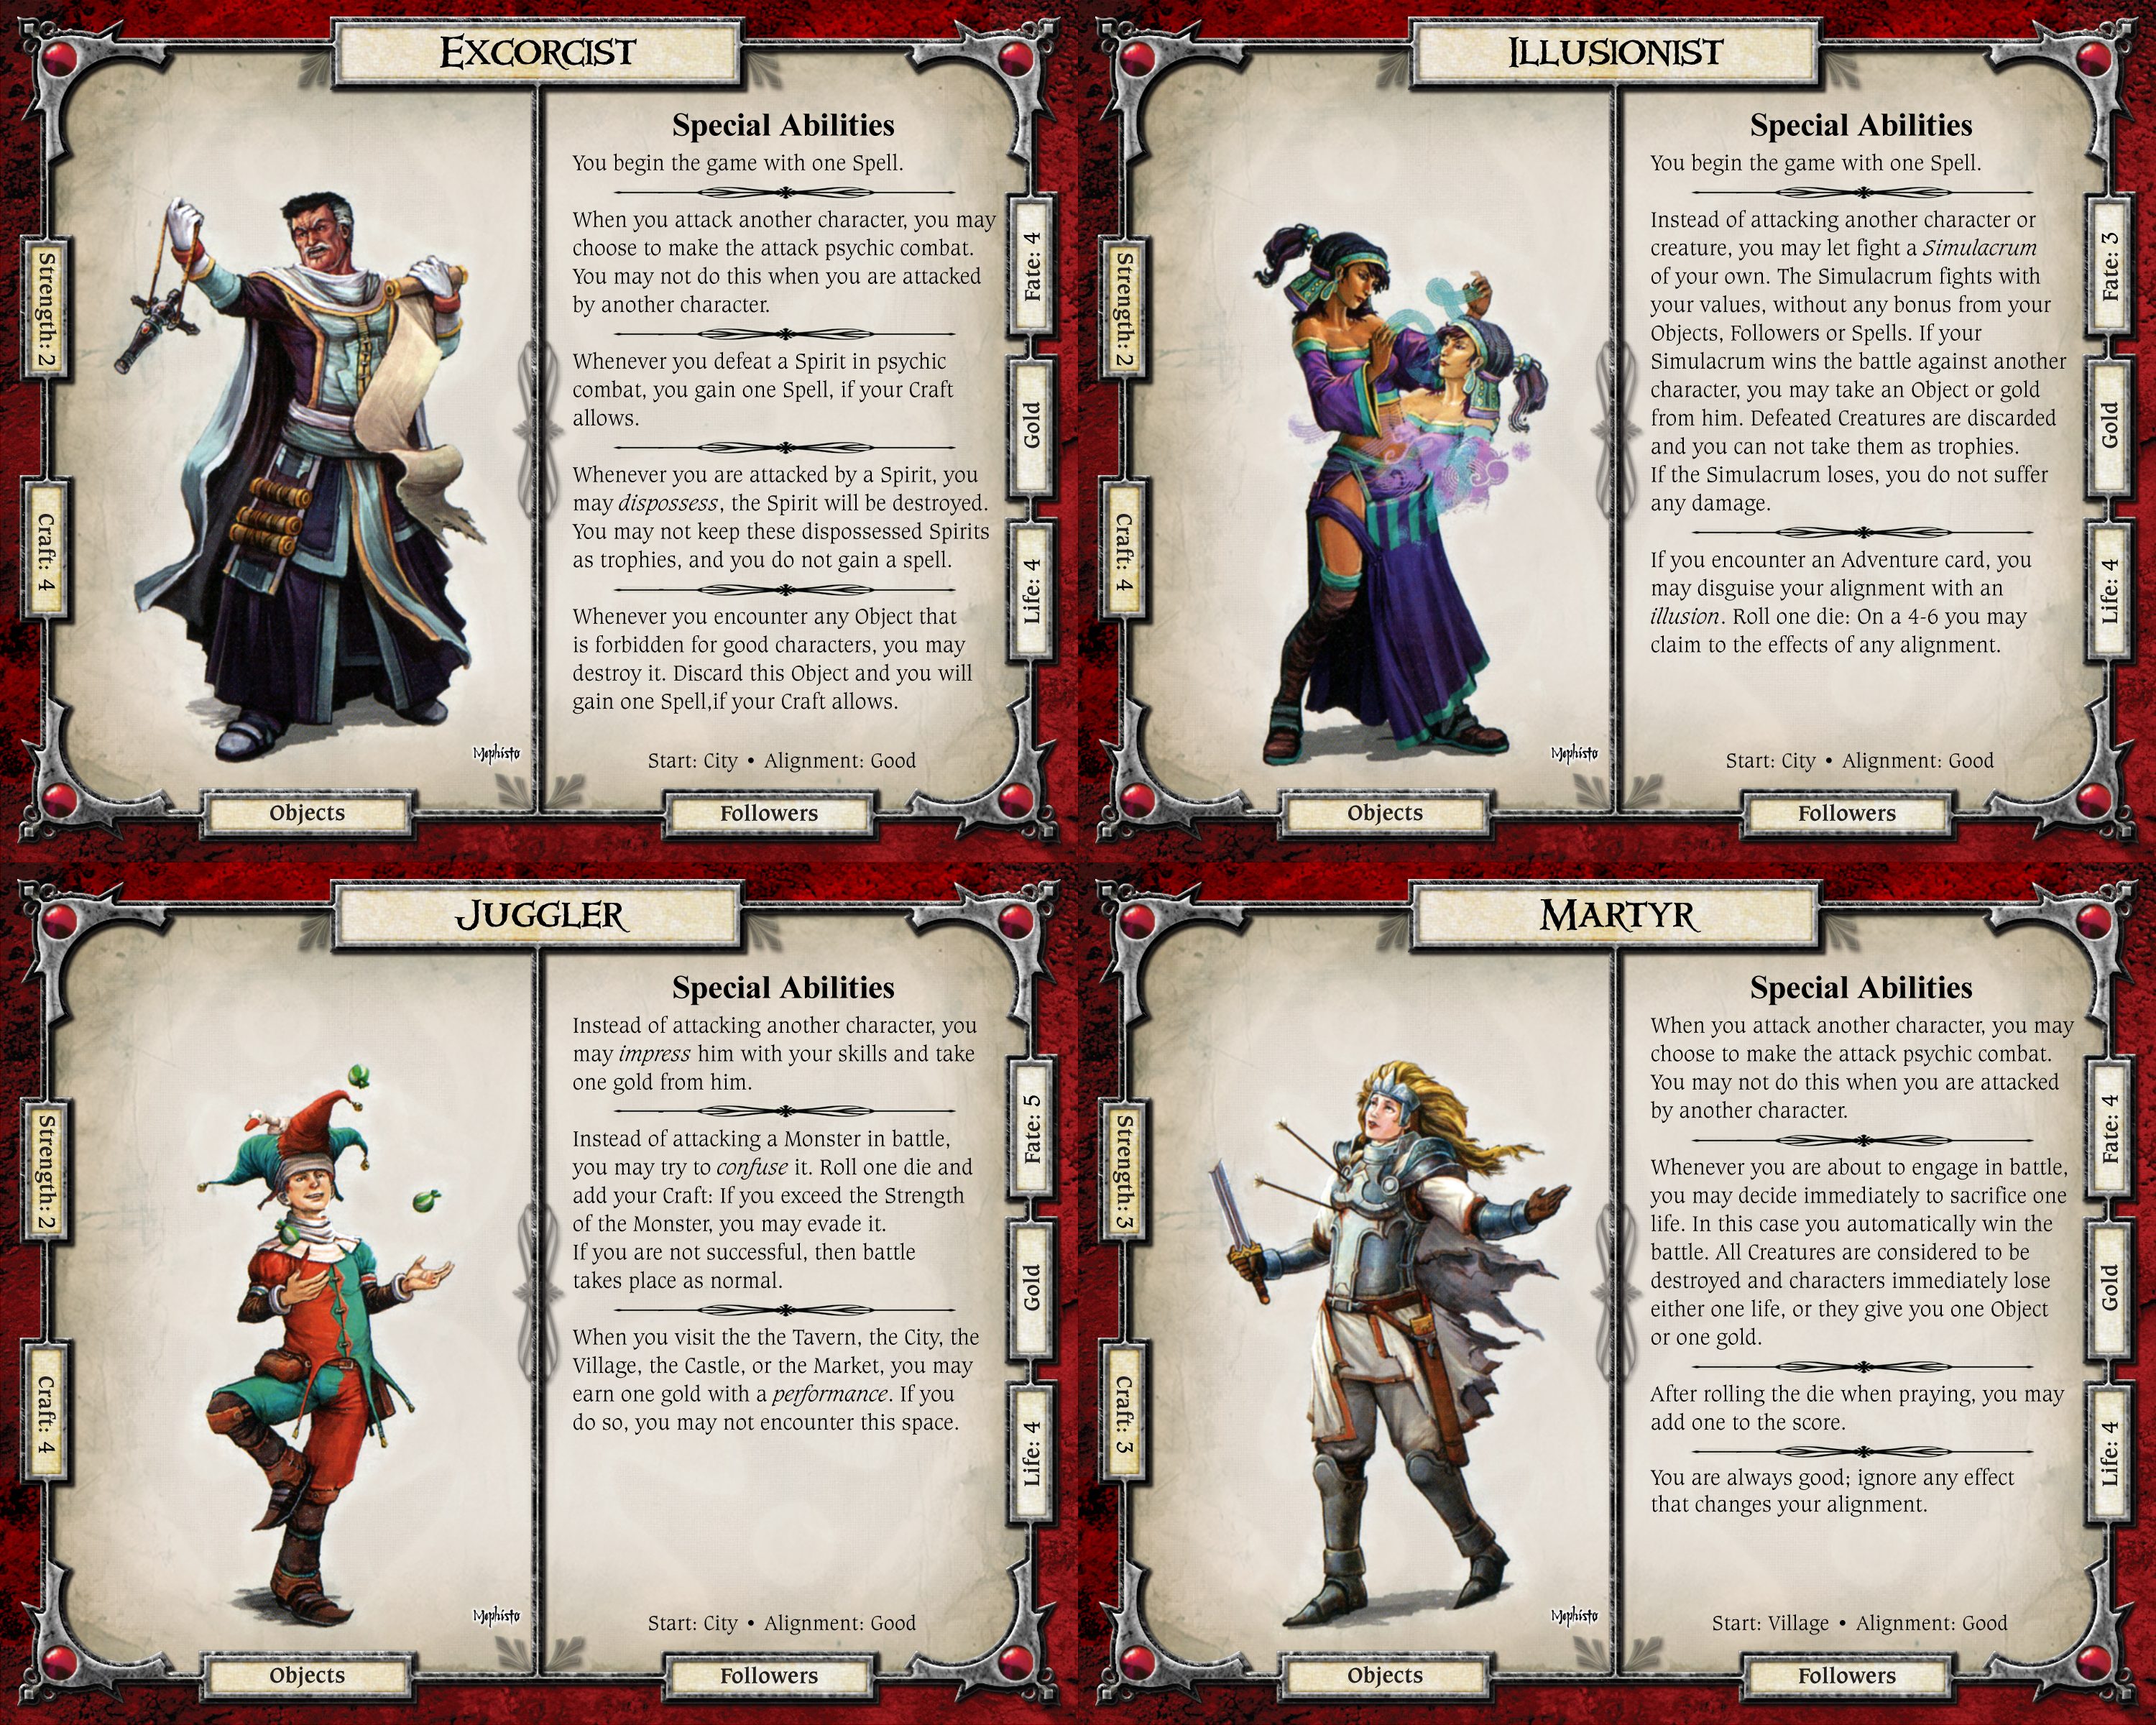 EXCORCIST
Special Abilities
You begin the game with one Spell.
When you attack another character, you may
choose to make the attack psychic combat.
You may not do this when you are attacked
by another character.
Whenever you defeat a Spirit in psychic
combat, you gain one Spell, if your Craft
allows.
Whenever you are attacked by a Spirit, you
may dispossess, the Spirit will be destroyed.
You may not keep these dispossessed Spirits
as trophies, and you do not gain a spell.
Whenever you encounter any Object that
is forbidden for good characters, you may
destroy it. Discard this Object and you will
gain one Spell,if your Craft allows.
Start: City • Alignment: Good
Strength: 2
Craft: 4
Fate: 4
Gold
Life: 4
Mephisto
Objects
Followers
ILLUSIONIST
Special Abilities
You begin the game with one Spell.
Instead of attacking another character or
creature, you may let fight a Simulacrum
of your own. The Simulacrum fights with
your values, without any bonus from your
Objects, Followers or Spells. If your
Simulacrum wins the battle against another
character, you may take an Object or gold
from him. Defeated Creatures are discarded
and you can not take them as trophies.
If the Simulacrum loses, you do not suffer
any damage.
If you encounter an Adventure card, you
may disguise your alignment with an
illusion. Roll one die: On a 4-6 you may
claim to the effects of any alignment.
Start: City • Alignment: Good
Strength: 2
Craft: 4
Fate: 3
Gold
Life: 4
Mephisto
Objects
Followers
JUGGLER
Special Abilities
Instead of attacking another character, you
may impress him with your skills and take
one gold from him.
Instead of attacking a Monster in battle,
you may try to confuse it. Roll one die and
add your Craft: If you exceed the Strength
of the Monster, you may evade it.
If you are not successful, then battle
takes place as normal.
When you visit the the Tavern, the City, the
Village, the Castle, or the Market, you may
earn one gold with a performance. If you
do so, you may not encounter this space.
Start: City • Alignment: Good
Strength: 2
Craft: 4
Fate: 5
Gold
Life: 4
Mephisto
Objects
Followers
MARTYR
Special Abilities
When you attack another character, you may
choose to make the attack psychic combat.
You may not do this when you are attacked
by another character.
Whenever you are about to engage in battle,
you may decide immediately to sacrifice one
life. In this case you automatically win the
battle. All Creatures are considered to be
destroyed and characters immediately lose
either one life, or they give you one Object
or one gold.
After rolling the die when praying, you may
add one to the score.
You are always good; ignore any effect
that changes your alignment.
Start: Village • Alignment: Good
Strength: 3
Craft: 3
Fate: 4
Gold
Life: 4
Mephisto
Objects
Followers